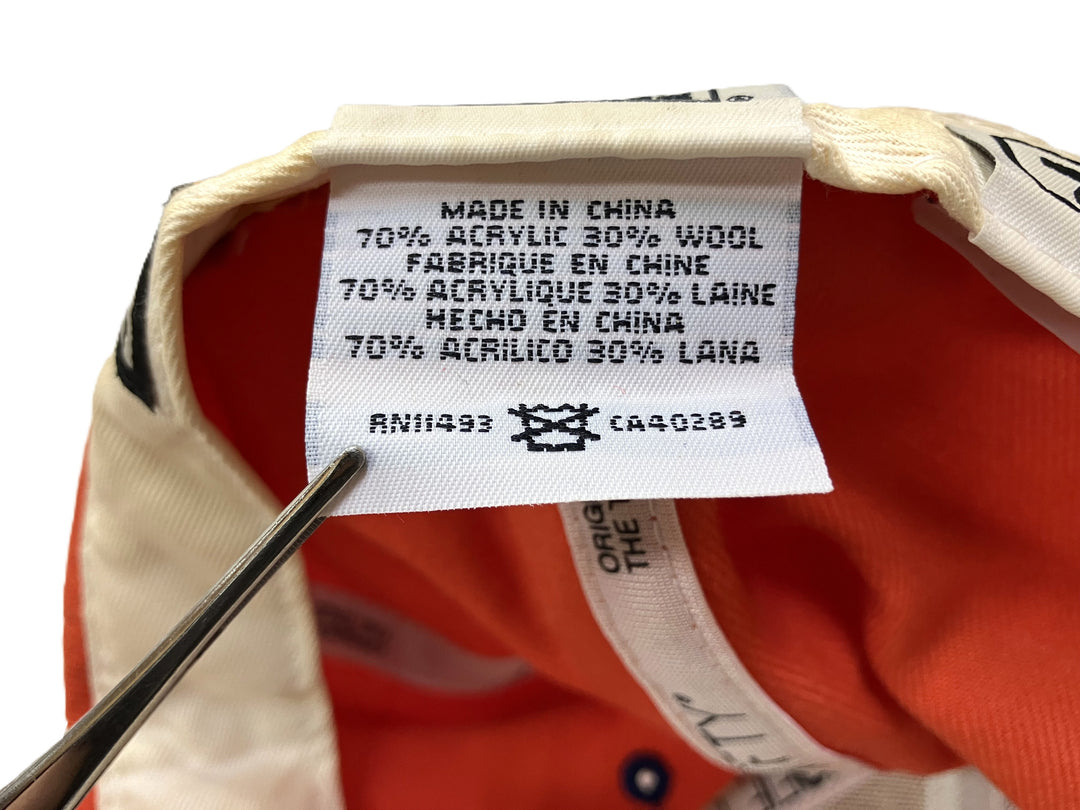 MADE IN CHINA
70% ACRYLIC 30% WOOL
FABRIQUE EN CHINE
70% ACRYLIQUE 30% LAINE
HECHO EN CHINA
70% ACRILICO 30% LANA
RN11493 CA40289
ORIG
THE